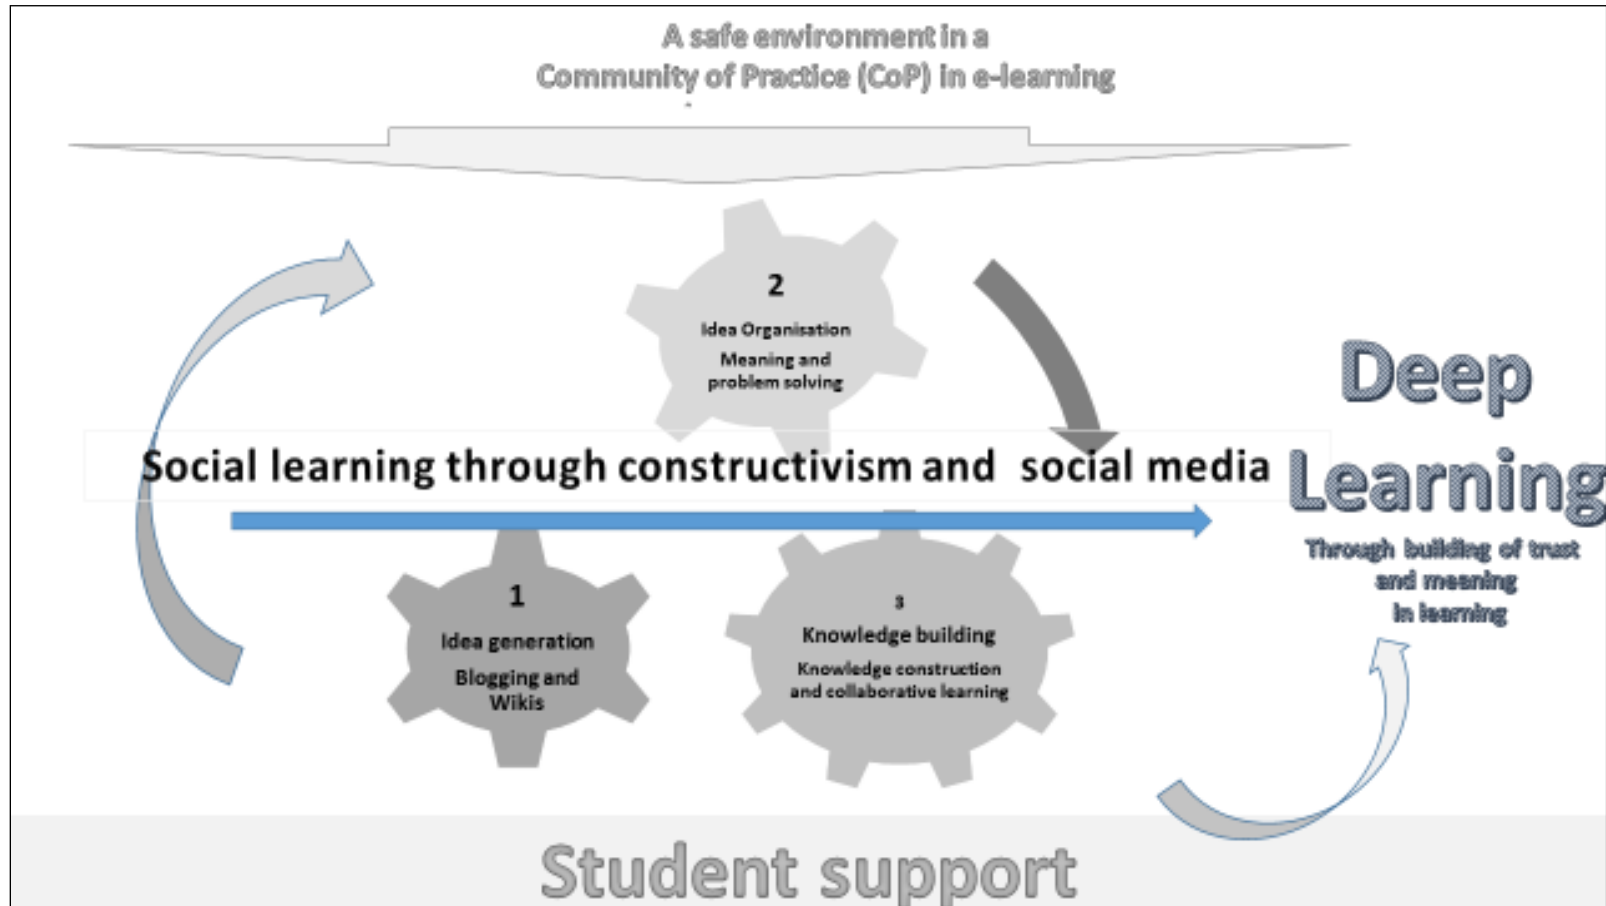 A safe environment in a
Community of Practice (CoP) in e-learning
2
Idea Organisation
Meaning and
problem solving
Social learning through constructivism and social media
Deep
Learning
Through building of trust
and meaning
in learning
1
Idea generation
Blogging and
Wikis
3
Knowledge building
Knowledge construction
and collaborative learning
Student support